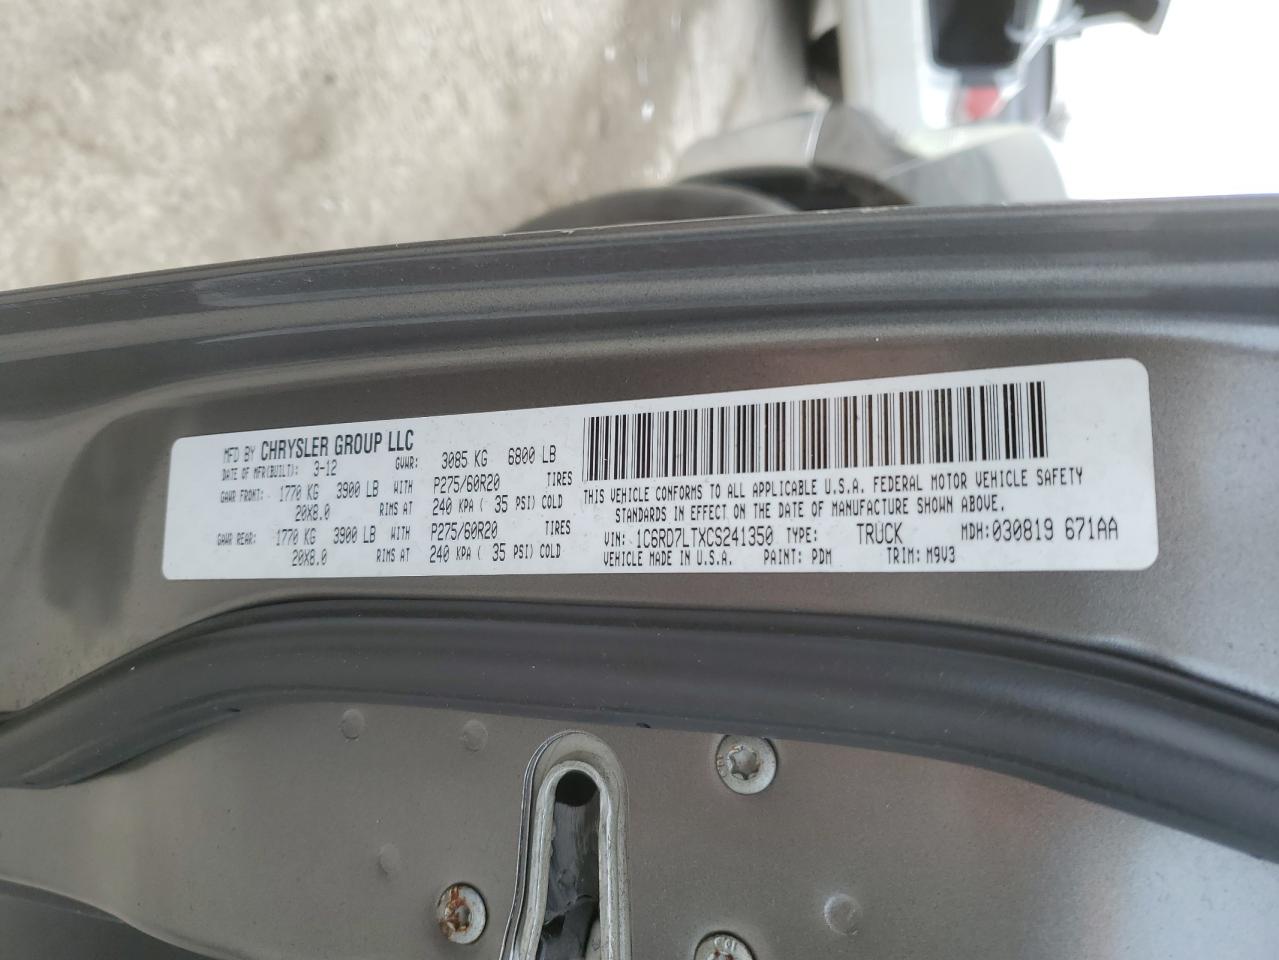 MFD BY CHRYSLER GROUP LLC
DATE OF MFR(BUILT): 3-12 GVWR: 3085 KG 6800 LB
GAWR FRONT: 1770 KG 3900 LB WITH P275/60R20 TIRES
20X8.0 RIMS AT 240 KPA ( 35 PSI) COLD
GAWR REAR: 1770 KG 3900 LB WITH P275/60R20 TIRES
20X8.0 RIMS AT 240 KPA ( 35 PSI) COLD
THIS VEHICLE CONFORMS TO ALL APPLICABLE U.S.A. FEDERAL MOTOR VEHICLE SAFETY
STANDARDS IN EFFECT ON THE DATE OF MANUFACTURE SHOWN ABOVE.
VIN: 1C6RD7LTXCS241350 TYPE: TRUCK MDH:030819 671AA
VEHICLE MADE IN U.S.A. PAINT: PDM TRIM: M9V3